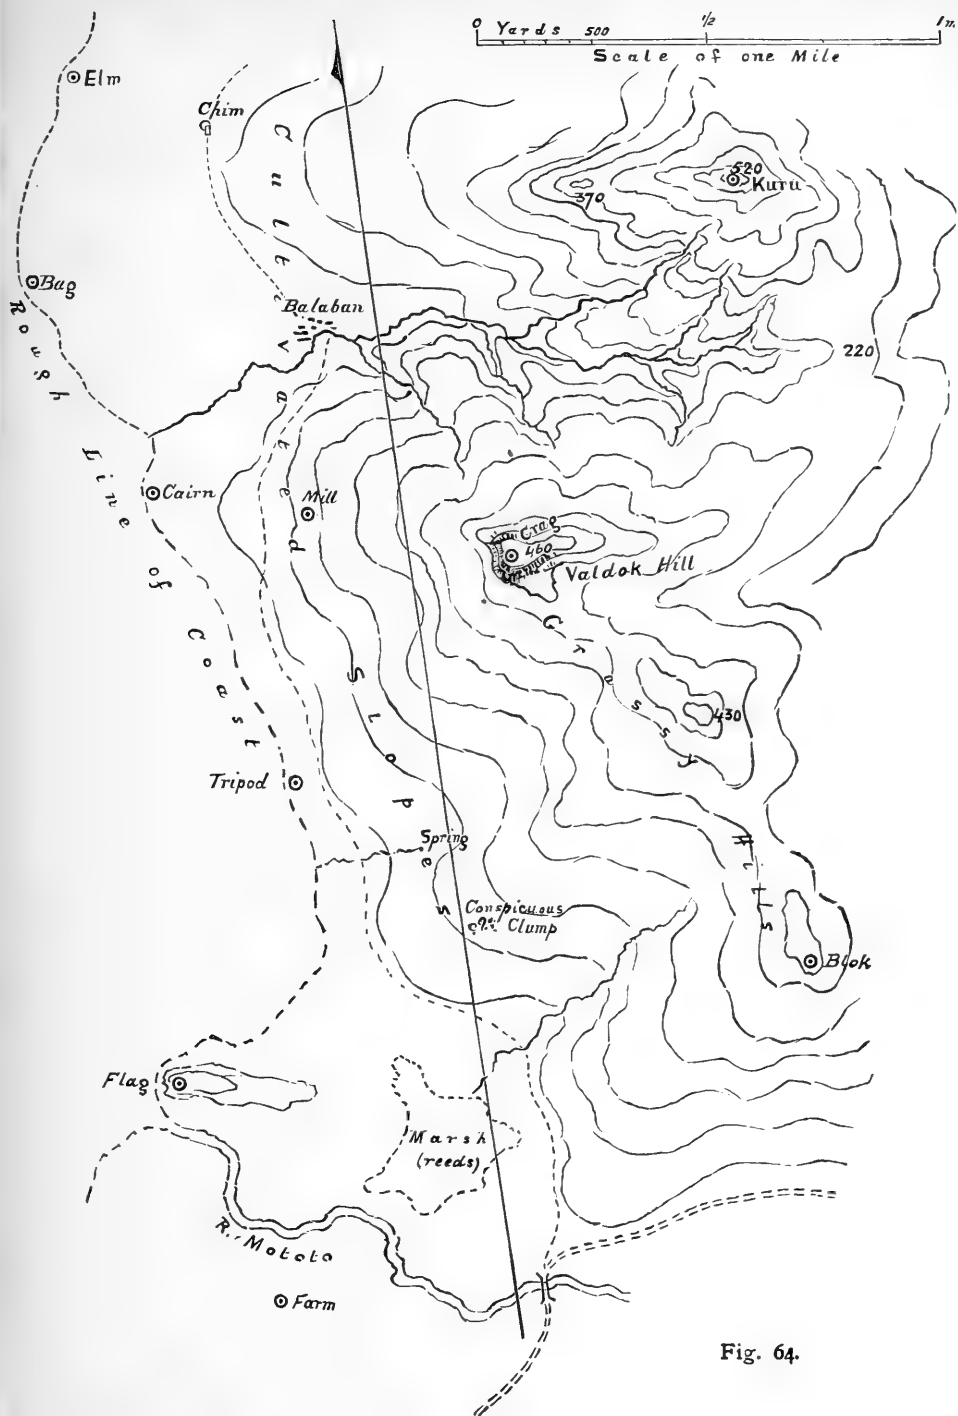 0 Yards 500 1/2 1 m.
Scale of one Mile
Elm
Chim
520
Kuru
370
Bag
Balaban
220
Rough Line of Coast
Cultivated Slopes
Cairn
Mill
Crag
460
Valdok Hill
Grassy Hills
430
Tripod
Spring
Conspicuous
Clump
Blok
Flag
Marsh
(reeds)
R. Mototo
Farm
Fig. 64.